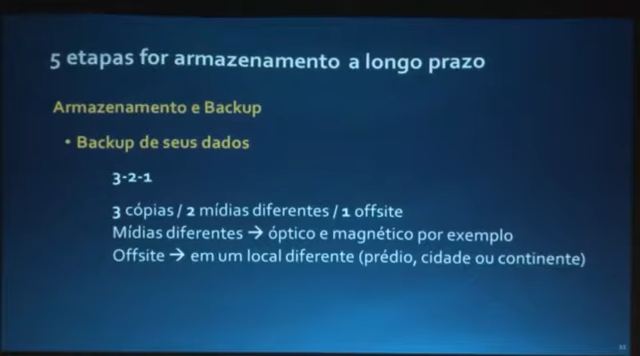 5 etapas for armazenamento a longo prazo
Armazenamento e Backup
• Backup de seus dados
3-2-1
3 cópias / 2 mídias diferentes / 1 offsite
Mídias diferentes → óptico e magnético por exemplo
Offsite → em um local diferente (prédio, cidade ou continente)